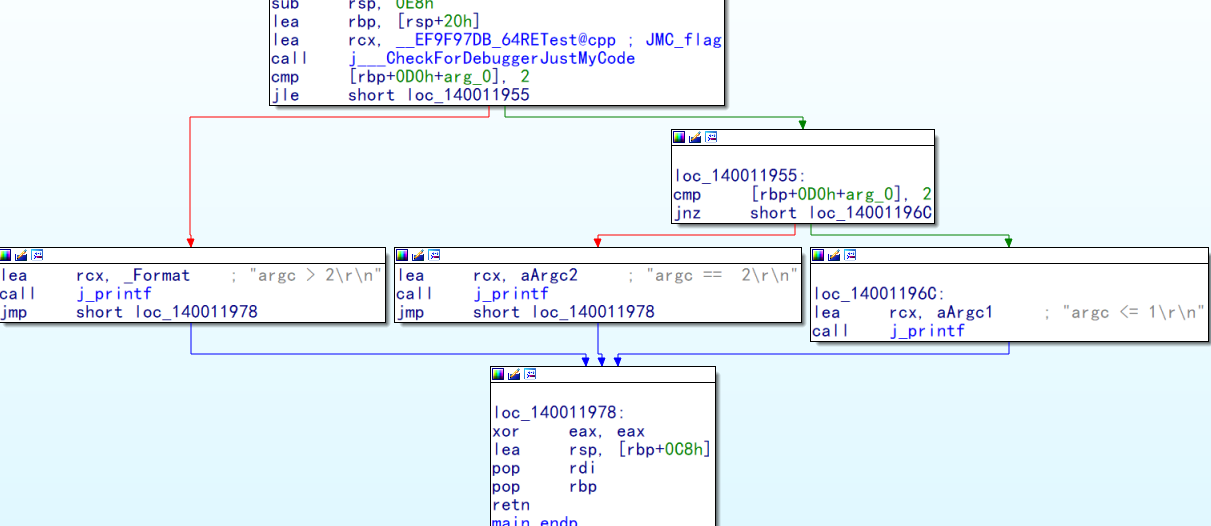 sub rsp, 0E8h
lea rbp, [rsp+20h]
lea rcx, __EF9F97DB_64RETest@cpp ; JMC_flag
call j___CheckForDebuggerJustMyCode
cmp [rbp+0D0h+arg_0], 2
jle short loc_140011955
loc_140011955:
cmp [rbp+0D0h+arg_0], 2
jnz short loc_14001196C
lea rcx, _Format ; "argc > 2\r\n"
call j_printf
jmp short loc_140011978
lea rcx, aArgc2 ; "argc ==  2\r\n"
call j_printf
jmp short loc_140011978
loc_14001196C:
lea rcx, aArgc1 ; "argc <= 1\r\n"
call j_printf
loc_140011978:
xor eax, eax
lea rsp, [rbp+0C8h]
pop rdi
pop rbp
retn
main endp